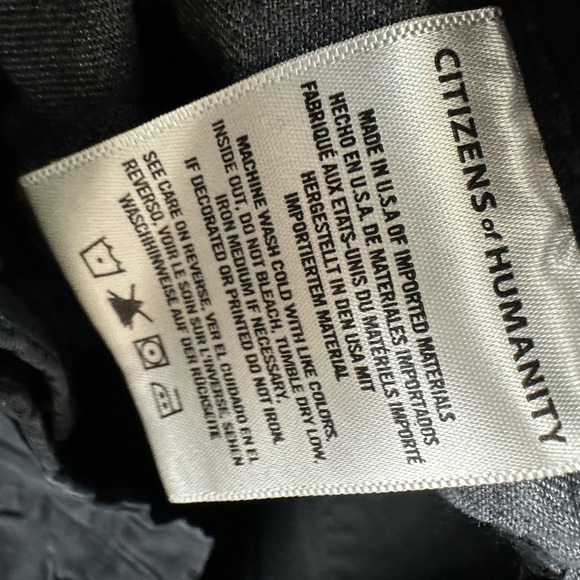 CITIZENS of HUMANITY
MADE IN U.S.A OF IMPORTED MATERIALS
HECHO EN U.S.A. DE MATERIALES IMPORTADOS
FABRIQUÉ AUX ETATS-UNIS DU MATÉRIELS IMPORTÉ
HERGESTELLT IN DEN USA MIT
IMPORTIERTEM MATERIAL
MACHINE WASH COLD WITH LIKE COLORS.
INSIDE OUT. DO NOT BLEACH. TUMBLE DRY LOW.
IRON MEDIUM IF NECESSARY.
IF DECORATED OR PRINTED DO NOT IRON.
SEE CARE ON REVERSE. VER EL CUIDADO EN EL
REVERSO. VOIR LE SOIN SUR L'INVERSE. SEHEN
WASCHHINWEISE AUF DER RÜCKSEITE